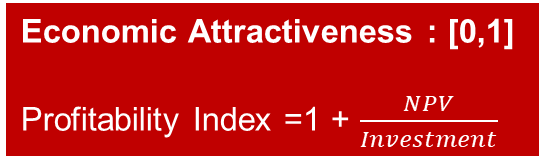 Economic Attractiveness : [0,1]
Profitability Index =1 + NPV/Investment